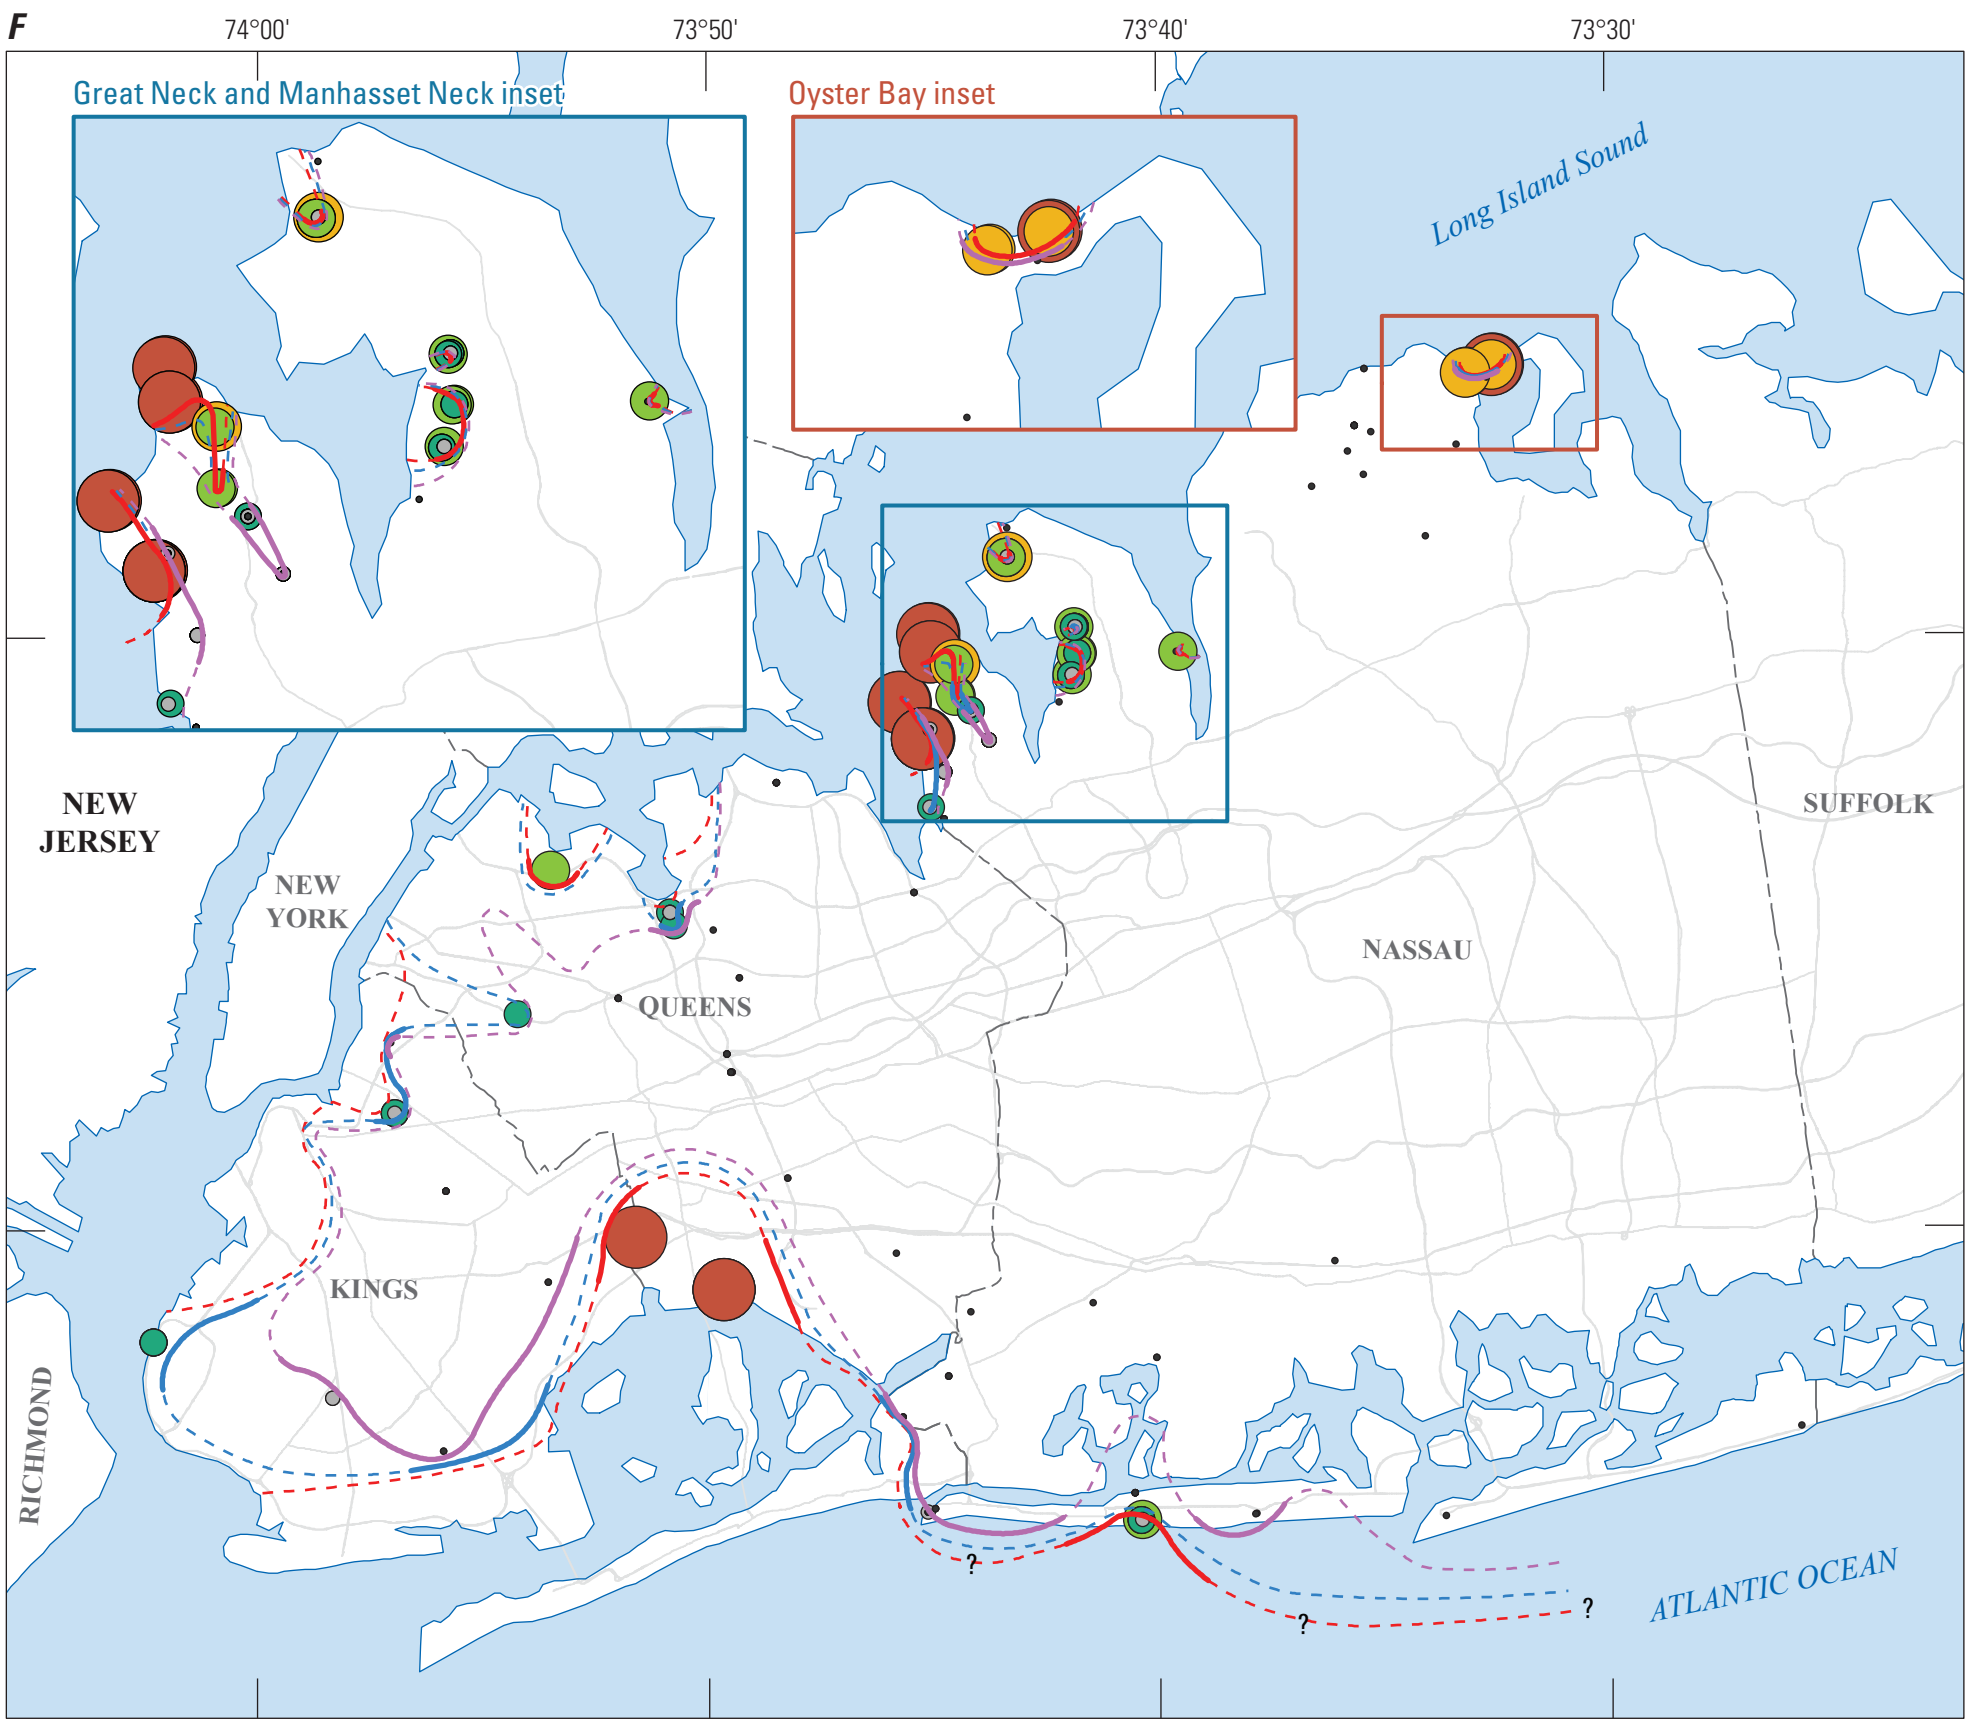 F
74°00'
73°50'
73°40'
73°30'
Great Neck and Manhasset Neck inset
Oyster Bay inset
Long Island Sound
NEW
JERSEY
SUFFOLK
NEW
YORK
NASSAU
QUEENS
KINGS
RICHMOND
?
?
?
ATLANTIC OCEAN